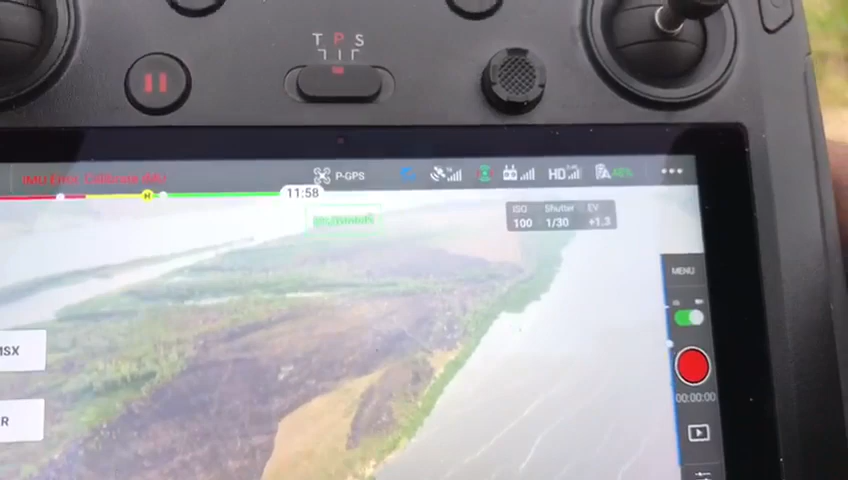 T P S
IMU Error. Calibrate IMU
P-GPS
HD
46%
11:58
ISO Shutter EV
100 1/30 +1.3
MENU
MSX
00:00:00
R